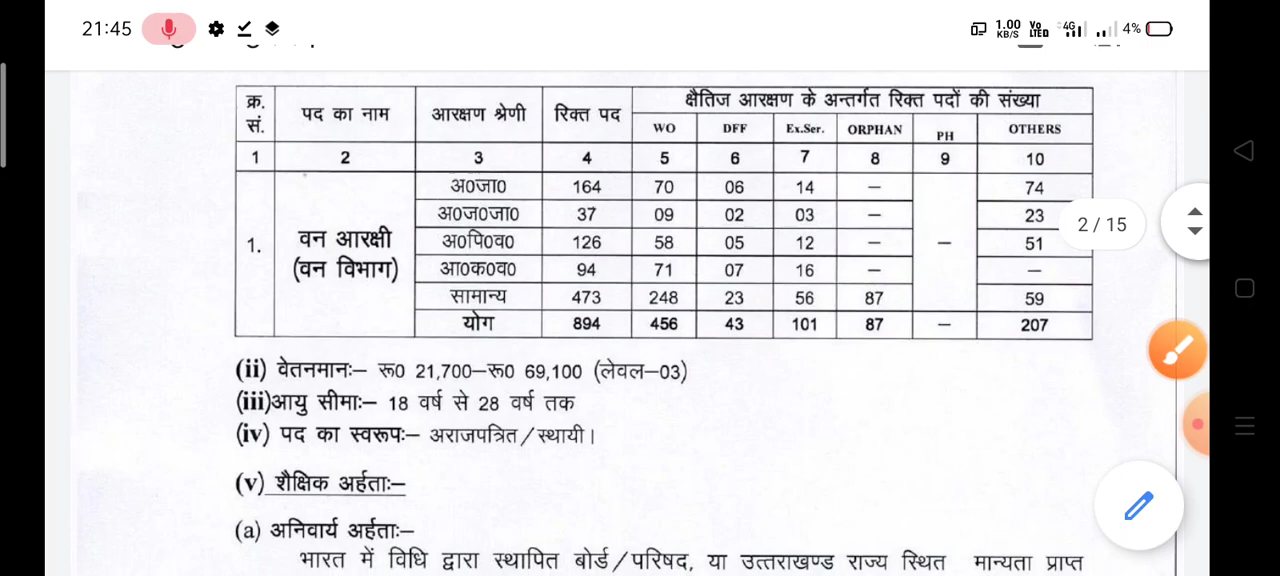 21:45
1.00 KB/S Vo LTED 4G 4%
क्र. सं. पद का नाम आरक्षण श्रेणी रिक्त पद क्षैतिज आरक्षण के अन्तर्गत रिक्त पदों की संख्या
WO DFF Ex.Ser. ORPHAN PH OTHERS
1 2 3 4 5 6 7 8 9 10
अ0जा0 164 70 06 14 – 74
अ0ज0जा0 37 09 02 03 – 23
2 / 15
1. वन आरक्षी अ0पि0व0 126 58 05 12 – – 51
(वन विभाग) आ0क0व0 94 71 07 16 – –
सामान्य 473 248 23 56 87 59
योग 894 456 43 101 87 – 207
(ii) वेतनमानः– रू0 21,700–रू0 69,100 (लेवल–03)
(iii)आयु सीमाः– 18 वर्ष से 28 वर्ष तक
(iv) पद का स्वरूपः– अराजपत्रित/स्थायी।
(v) शैक्षिक अर्हताः–
(a) अनिवार्य अर्हताः–
भारत में विधि द्वारा स्थापित बोर्ड/परिषद, या उत्तराखण्ड राज्य स्थित मान्यता प्राप्त